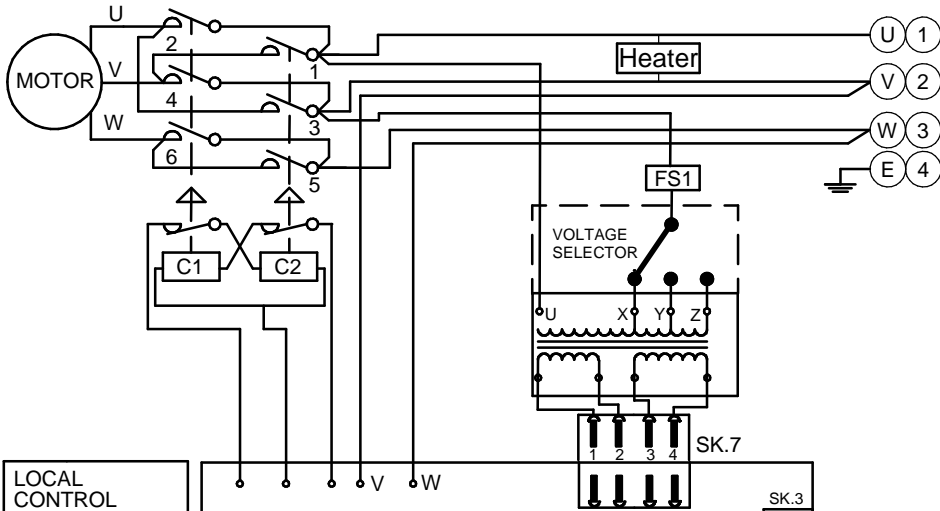 U
2
1
U 1
MOTOR
V
Heater
V 2
4
3
W
W 3
6
5
FS1
E 4
VOLTAGE
SELECTOR
C1 C2
U X Y Z
1 2 3 4
SK.7
LOCAL
CONTROL
V W
SK.3